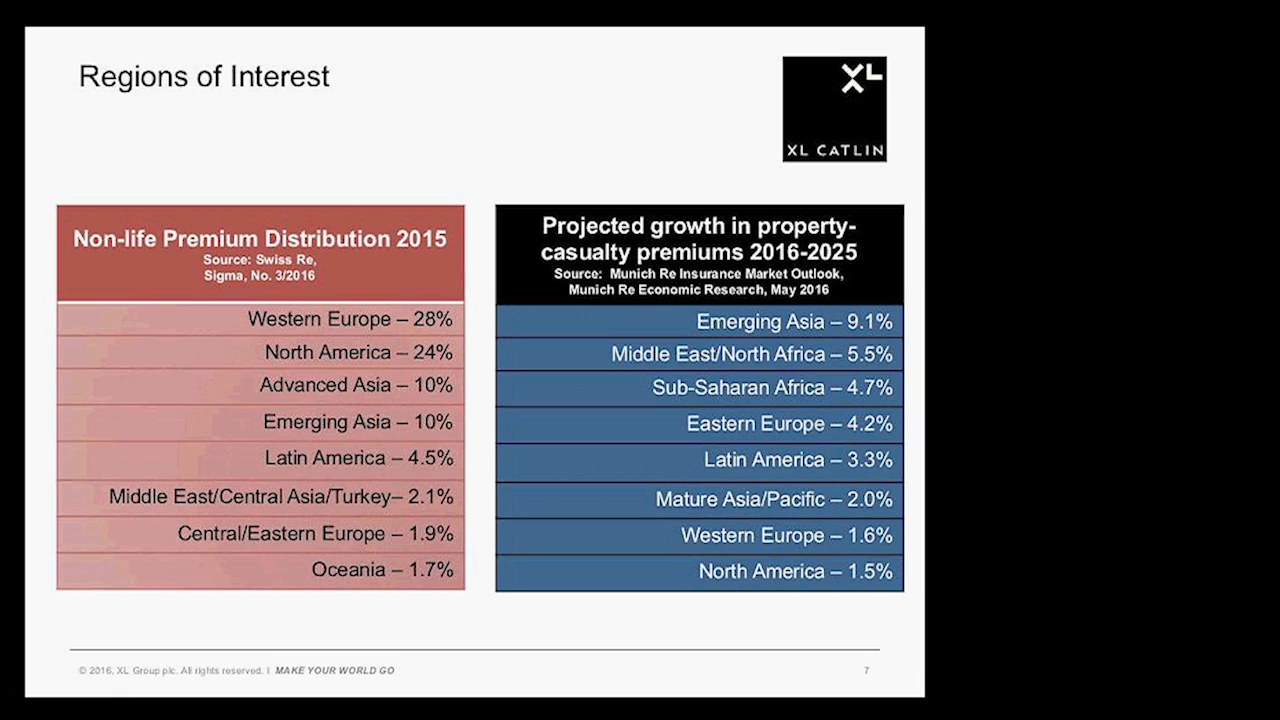 Regions of Interest
XL
XL CATLIN
Non-life Premium Distribution 2015
Source: Swiss Re,
Sigma, No. 3/2016
Western Europe – 28%
North America – 24%
Advanced Asia – 10%
Emerging Asia – 10%
Latin America – 4.5%
Middle East/Central Asia/Turkey– 2.1%
Central/Eastern Europe – 1.9%
Oceania – 1.7%
Projected growth in property-
casualty premiums 2016-2025
Source: Munich Re Insurance Market Outlook,
Munich Re Economic Research, May 2016
Emerging Asia – 9.1%
Middle East/North Africa – 5.5%
Sub-Saharan Africa – 4.7%
Eastern Europe – 4.2%
Latin America – 3.3%
Mature Asia/Pacific – 2.0%
Western Europe – 1.6%
North America – 1.5%
© 2016, XL Group plc. All rights reserved. I MAKE YOUR WORLD GO
7